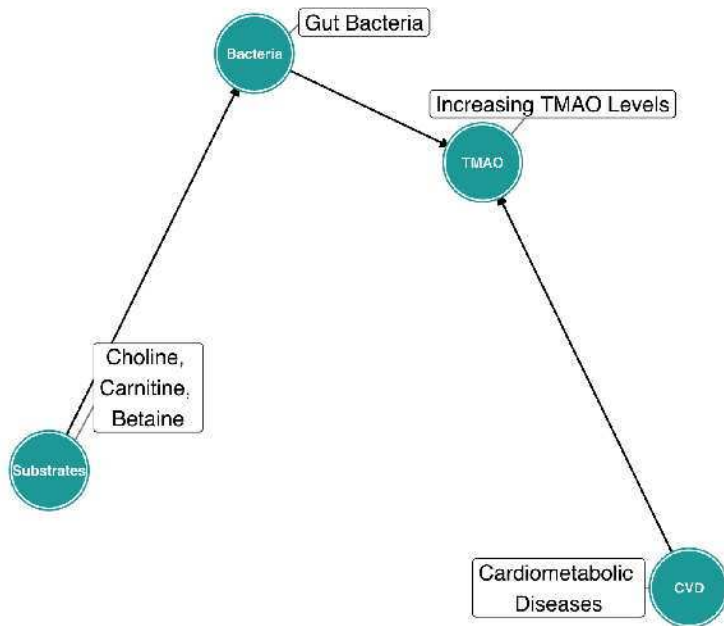 Gut Bacteria
Bacteria
Increasing TMAO Levels
TMAO
Choline,
Carnitine,
Betaine
Substrates
Cardiometabolic
Diseases
CVD